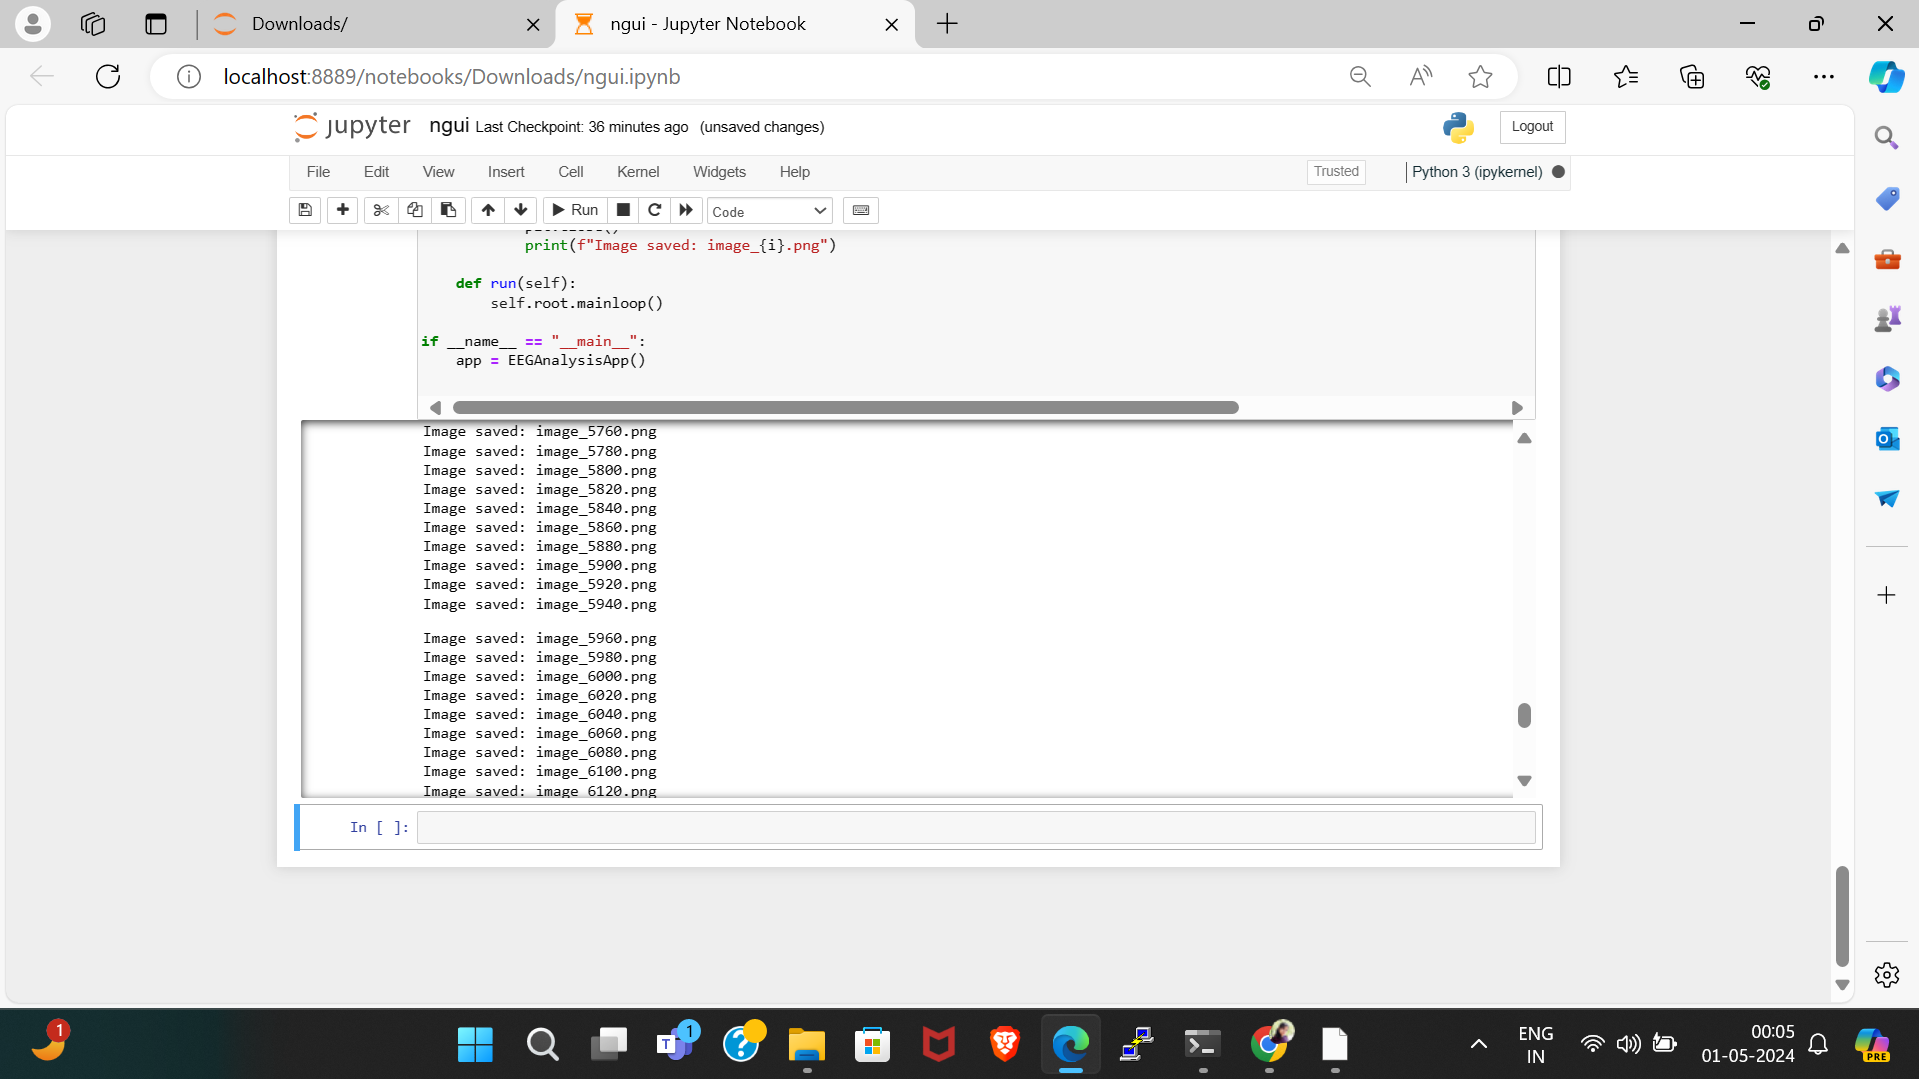 Downloads/
ngui - Jupyter Notebook
localhost:8889/notebooks/Downloads/ngui.ipynb
jupyter ngui Last Checkpoint: 36 minutes ago (unsaved changes)
Logout
File Edit View Insert Cell Kernel Widgets Help
Trusted
Python 3 (ipykernel)
Run
Code
print(f"Image saved: image_{i}.png")
def run(self):
self.root.mainloop()
if __name__ == "__main__":
app = EEGAnalysisApp()
Image saved: image_5760.png
Image saved: image_5780.png
Image saved: image_5800.png
Image saved: image_5820.png
Image saved: image_5840.png
Image saved: image_5860.png
Image saved: image_5880.png
Image saved: image_5900.png
Image saved: image_5920.png
Image saved: image_5940.png
Image saved: image_5960.png
Image saved: image_5980.png
Image saved: image_6000.png
Image saved: image_6020.png
Image saved: image_6040.png
Image saved: image_6060.png
Image saved: image_6080.png
Image saved: image_6100.png
Image saved: image_6120.png
In [ ]:
1
T
1
ENG
IN
00:05
01-05-2024
PRE